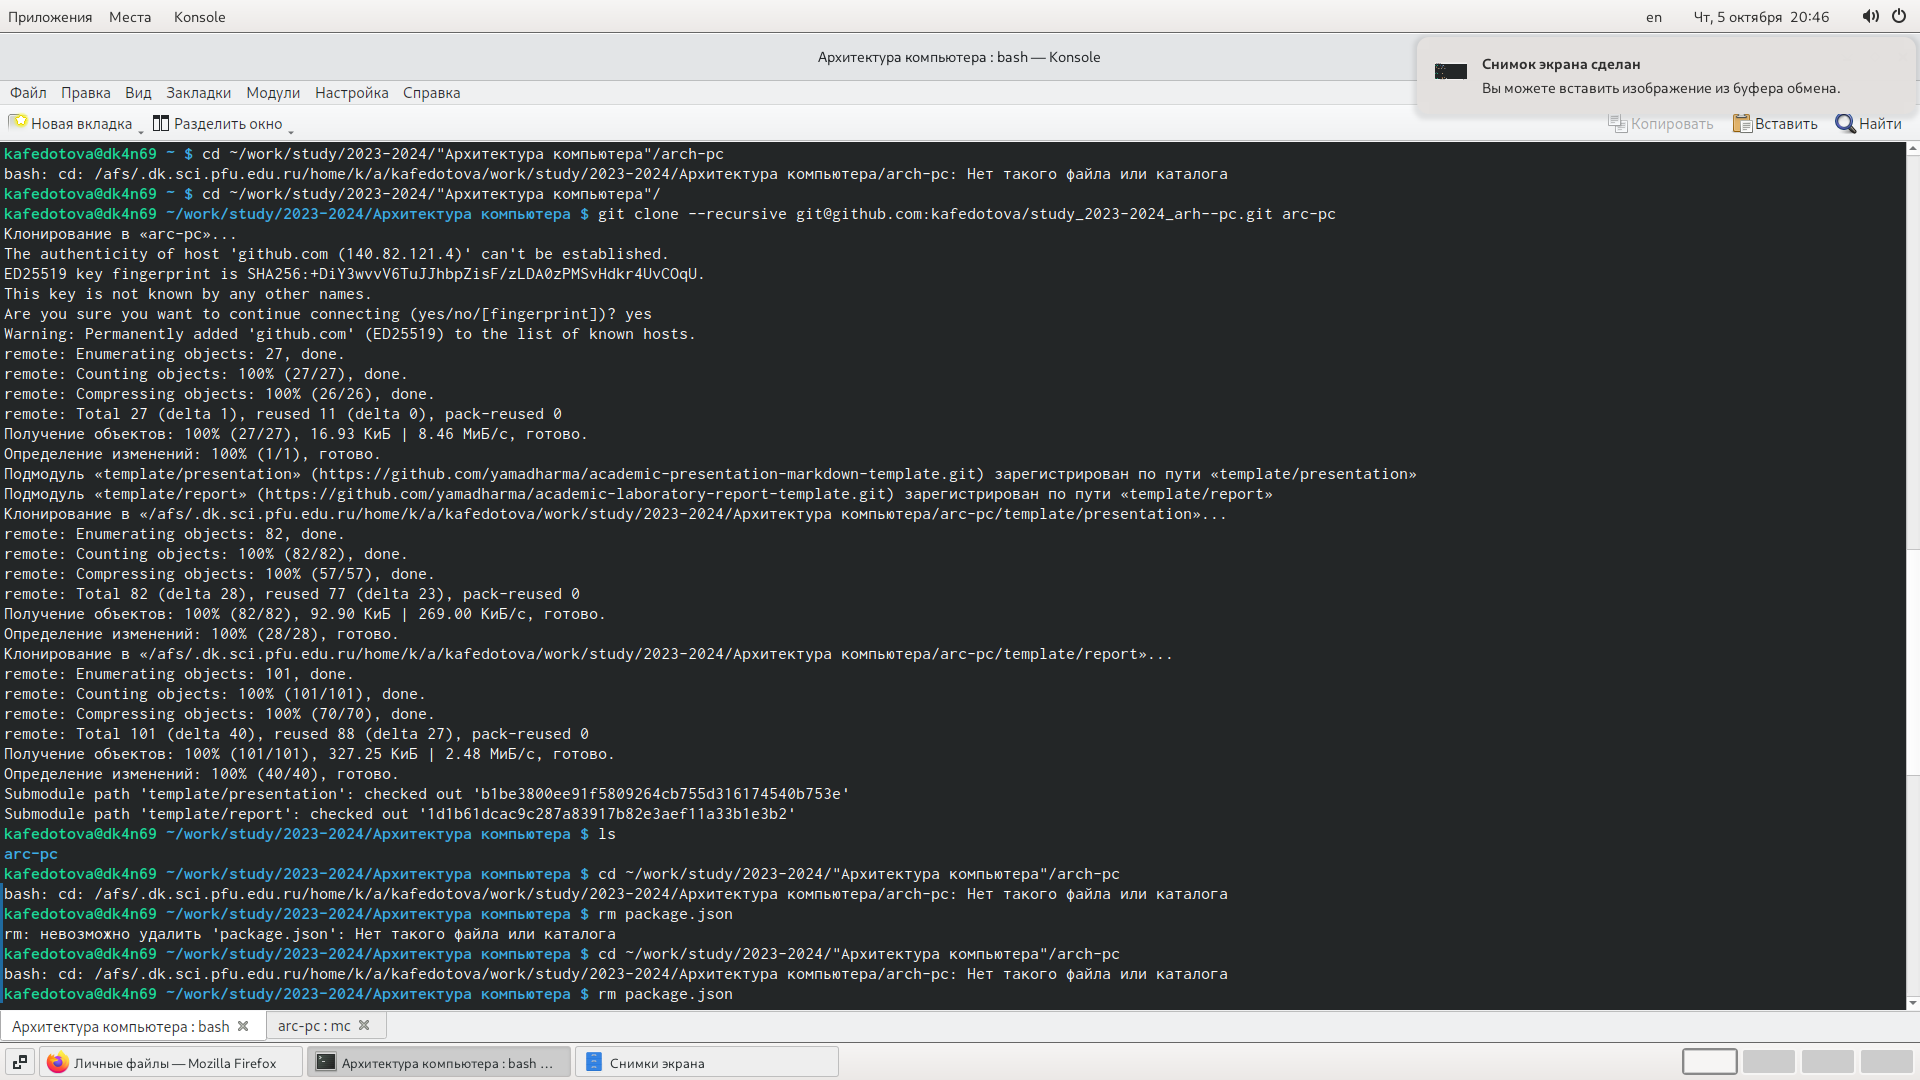 Приложения Места Konsole en Чт, 5 октября 20:46
Архитектура компьютера : bash — Konsole
Снимок экрана сделан
Вы можете вставить изображение из буфера обмена.
Файл Правка Вид Закладки Модули Настройка Справка
Новая вкладка Разделить окно Копировать Вставить Найти
kafedotova@dk4n69 ~ $ cd ~/work/study/2023-2024/"Архитектура компьютера"/arch-pc
bash: cd: /afs/.dk.sci.pfu.edu.ru/home/k/a/kafedotova/work/study/2023-2024/Архитектура компьютера/arch-pc: Нет такого файла или каталога
kafedotova@dk4n69 ~ $ cd ~/work/study/2023-2024/"Архитектура компьютера"/
kafedotova@dk4n69 ~/work/study/2023-2024/Архитектура компьютера $ git clone --recursive git@github.com:kafedotova/study_2023-2024_arh--pc.git arc-pc
Клонирование в «arc-pc»...
The authenticity of host 'github.com (140.82.121.4)' can't be established.
ED25519 key fingerprint is SHA256:+DiY3wvvV6TuJJhbpZisF/zLDA0zPMSvHdkr4UvCOqU.
This key is not known by any other names.
Are you sure you want to continue connecting (yes/no/[fingerprint])? yes
Warning: Permanently added 'github.com' (ED25519) to the list of known hosts.
remote: Enumerating objects: 27, done.
remote: Counting objects: 100% (27/27), done.
remote: Compressing objects: 100% (26/26), done.
remote: Total 27 (delta 1), reused 11 (delta 0), pack-reused 0
Получение объектов: 100% (27/27), 16.93 КиБ | 8.46 МиБ/с, готово.
Определение изменений: 100% (1/1), готово.
Подмодуль «template/presentation» (https://github.com/yamadharma/academic-presentation-markdown-template.git) зарегистрирован по пути «template/presentation»
Подмодуль «template/report» (https://github.com/yamadharma/academic-laboratory-report-template.git) зарегистрирован по пути «template/report»
Клонирование в «/afs/.dk.sci.pfu.edu.ru/home/k/a/kafedotova/work/study/2023-2024/Архитектура компьютера/arc-pc/template/presentation»...
remote: Enumerating objects: 82, done.
remote: Counting objects: 100% (82/82), done.
remote: Compressing objects: 100% (57/57), done.
remote: Total 82 (delta 28), reused 77 (delta 23), pack-reused 0
Получение объектов: 100% (82/82), 92.90 КиБ | 269.00 КиБ/с, готово.
Определение изменений: 100% (28/28), готово.
Клонирование в «/afs/.dk.sci.pfu.edu.ru/home/k/a/kafedotova/work/study/2023-2024/Архитектура компьютера/arc-pc/template/report»...
remote: Enumerating objects: 101, done.
remote: Counting objects: 100% (101/101), done.
remote: Compressing objects: 100% (70/70), done.
remote: Total 101 (delta 40), reused 88 (delta 27), pack-reused 0
Получение объектов: 100% (101/101), 327.25 КиБ | 2.48 МиБ/с, готово.
Определение изменений: 100% (40/40), готово.
Submodule path 'template/presentation': checked out 'b1be3800ee91f5809264cb755d316174540b753e'
Submodule path 'template/report': checked out '1d1b61dcac9c287a83917b82e3aef11a33b1e3b2'
kafedotova@dk4n69 ~/work/study/2023-2024/Архитектура компьютера $ ls
arc-pc
kafedotova@dk4n69 ~/work/study/2023-2024/Архитектура компьютера $ cd ~/work/study/2023-2024/"Архитектура компьютера"/arch-pc
bash: cd: /afs/.dk.sci.pfu.edu.ru/home/k/a/kafedotova/work/study/2023-2024/Архитектура компьютера/arch-pc: Нет такого файла или каталога
kafedotova@dk4n69 ~/work/study/2023-2024/Архитектура компьютера $ rm package.json
rm: невозможно удалить 'package.json': Нет такого файла или каталога
kafedotova@dk4n69 ~/work/study/2023-2024/Архитектура компьютера $ cd ~/work/study/2023-2024/"Архитектура компьютера"/arch-pc
bash: cd: /afs/.dk.sci.pfu.edu.ru/home/k/a/kafedotova/work/study/2023-2024/Архитектура компьютера/arch-pc: Нет такого файла или каталога
kafedotova@dk4n69 ~/work/study/2023-2024/Архитектура компьютера $ rm package.json
Архитектура компьютера : bash arc-pc : mc
Личные файлы — Mozilla Firefox Архитектура компьютера : bash ... Снимки экрана